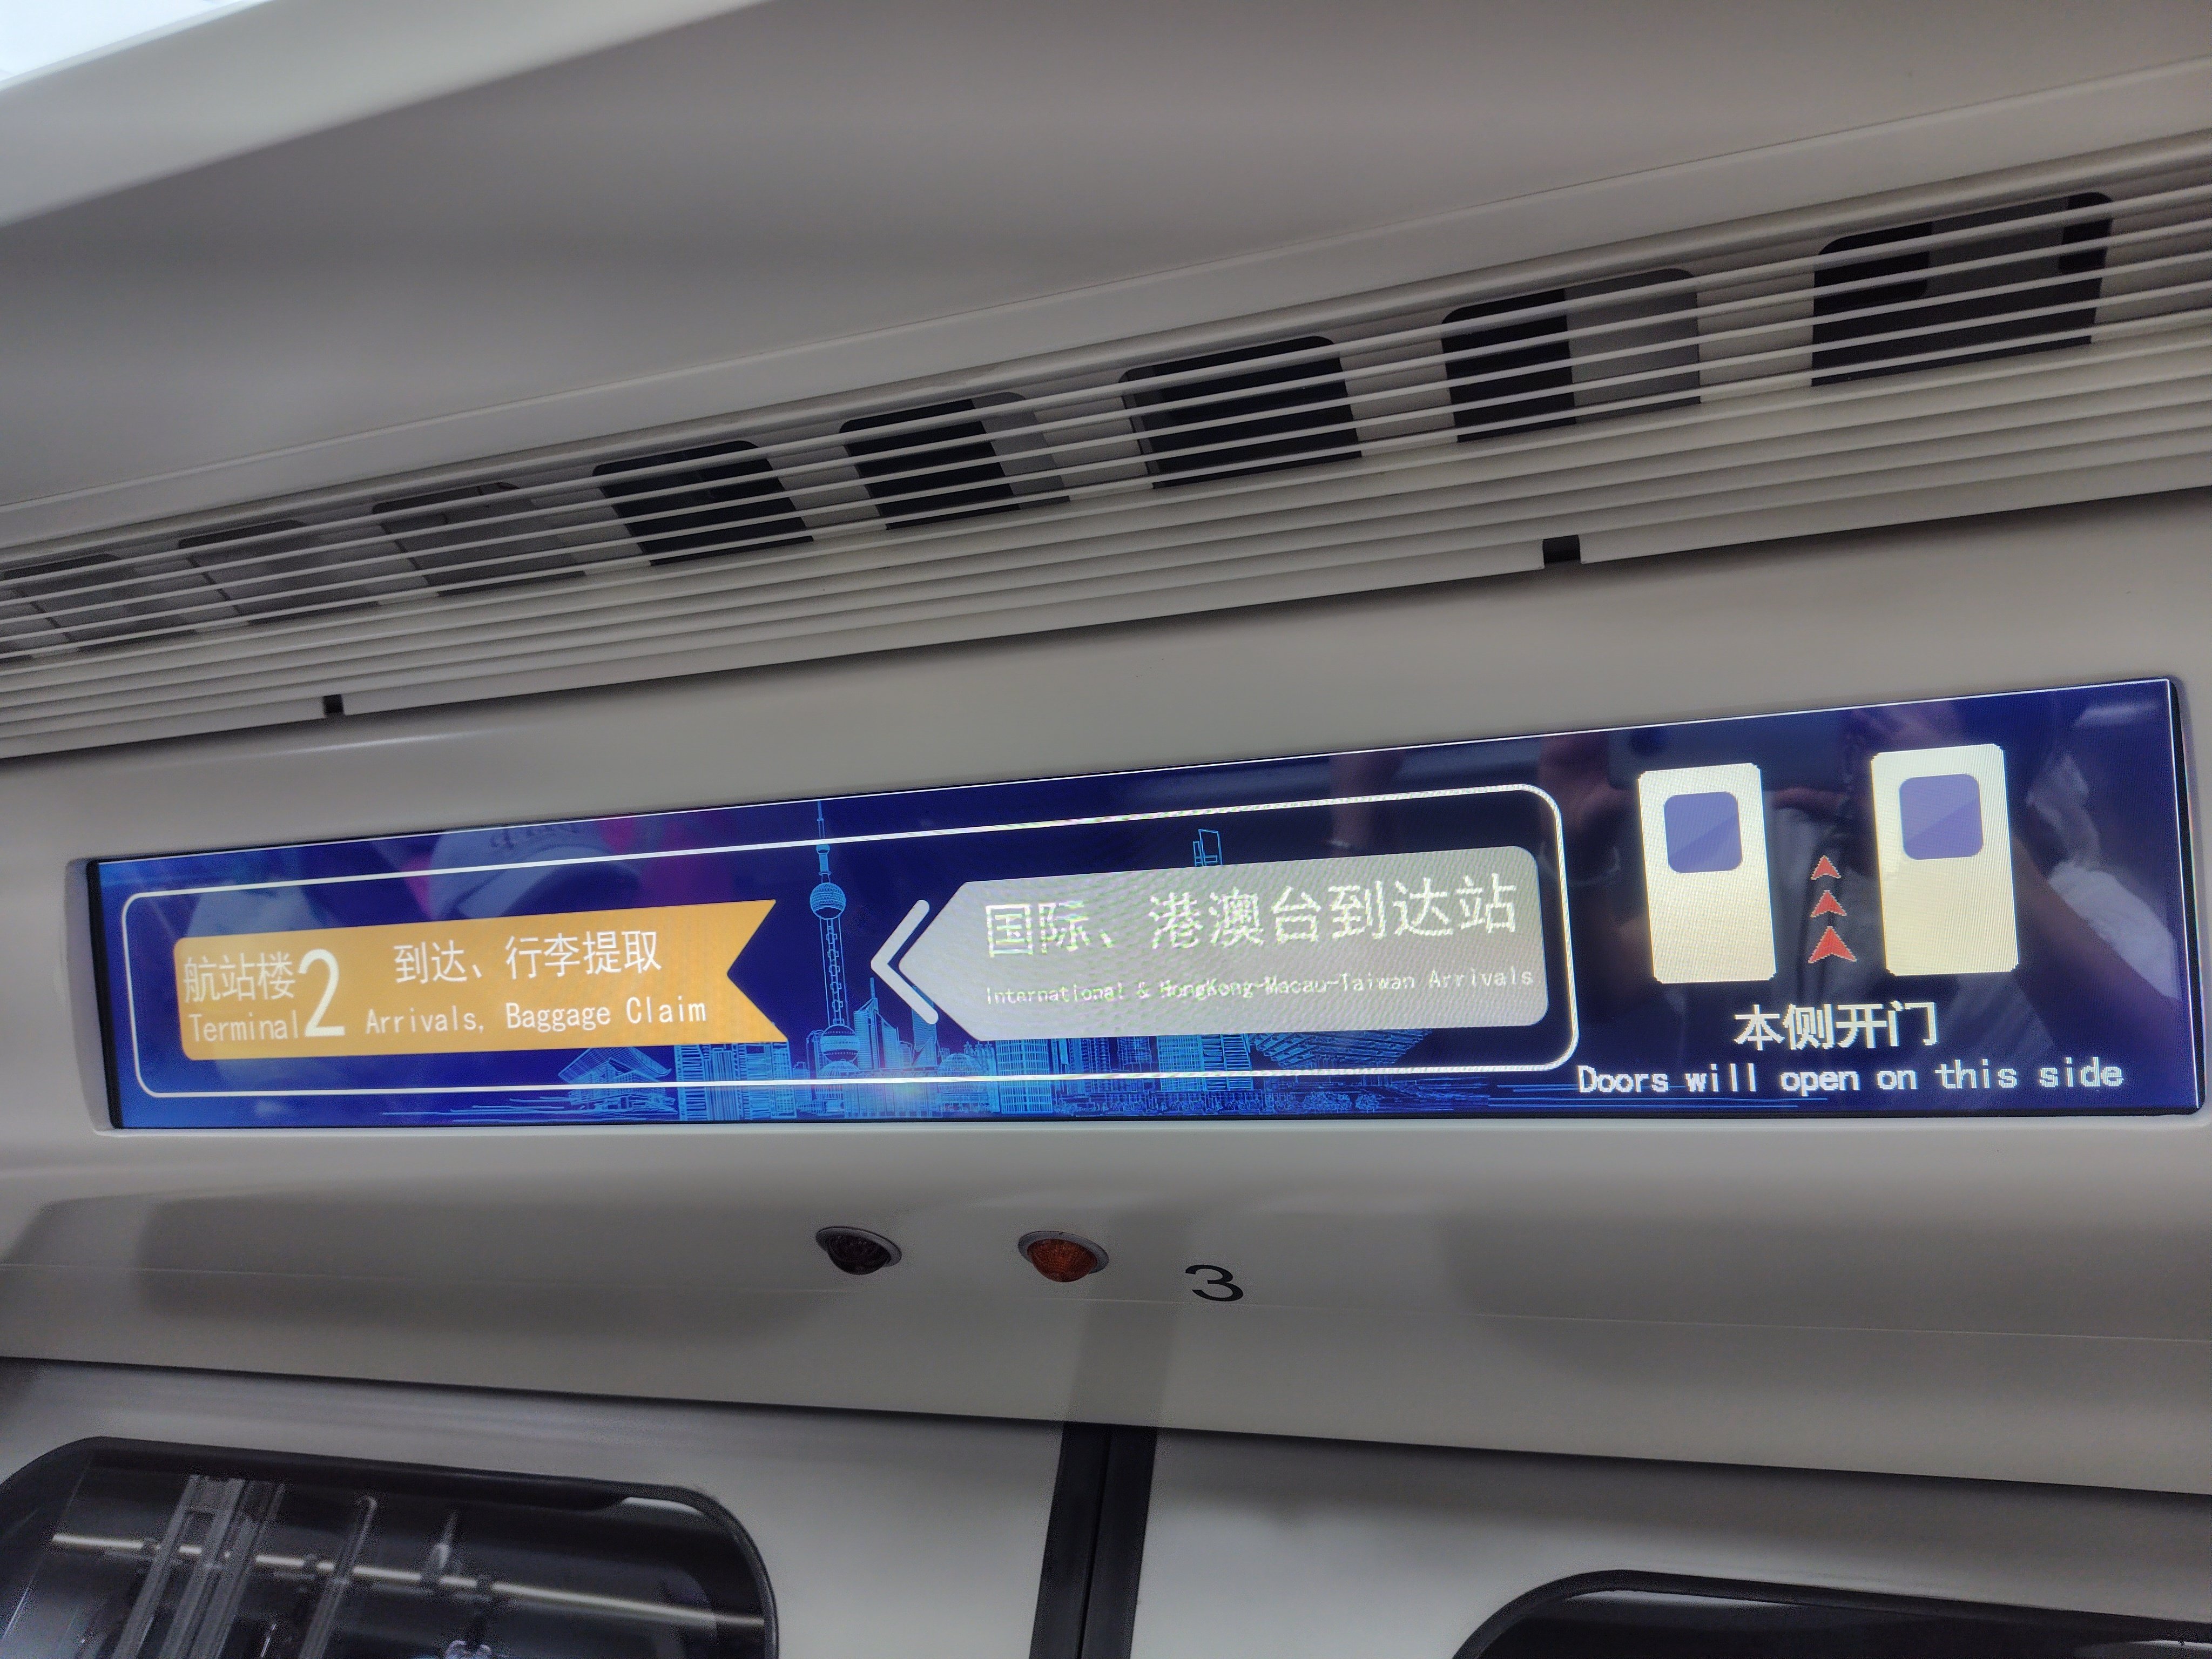 航站楼2
Terminal
到达、行李提取
Arrivals, Baggage Claim
国际、港澳台到达站
International & HongKong-Macau-Taiwan Arrivals
本侧开门
Doors will open on this side
3